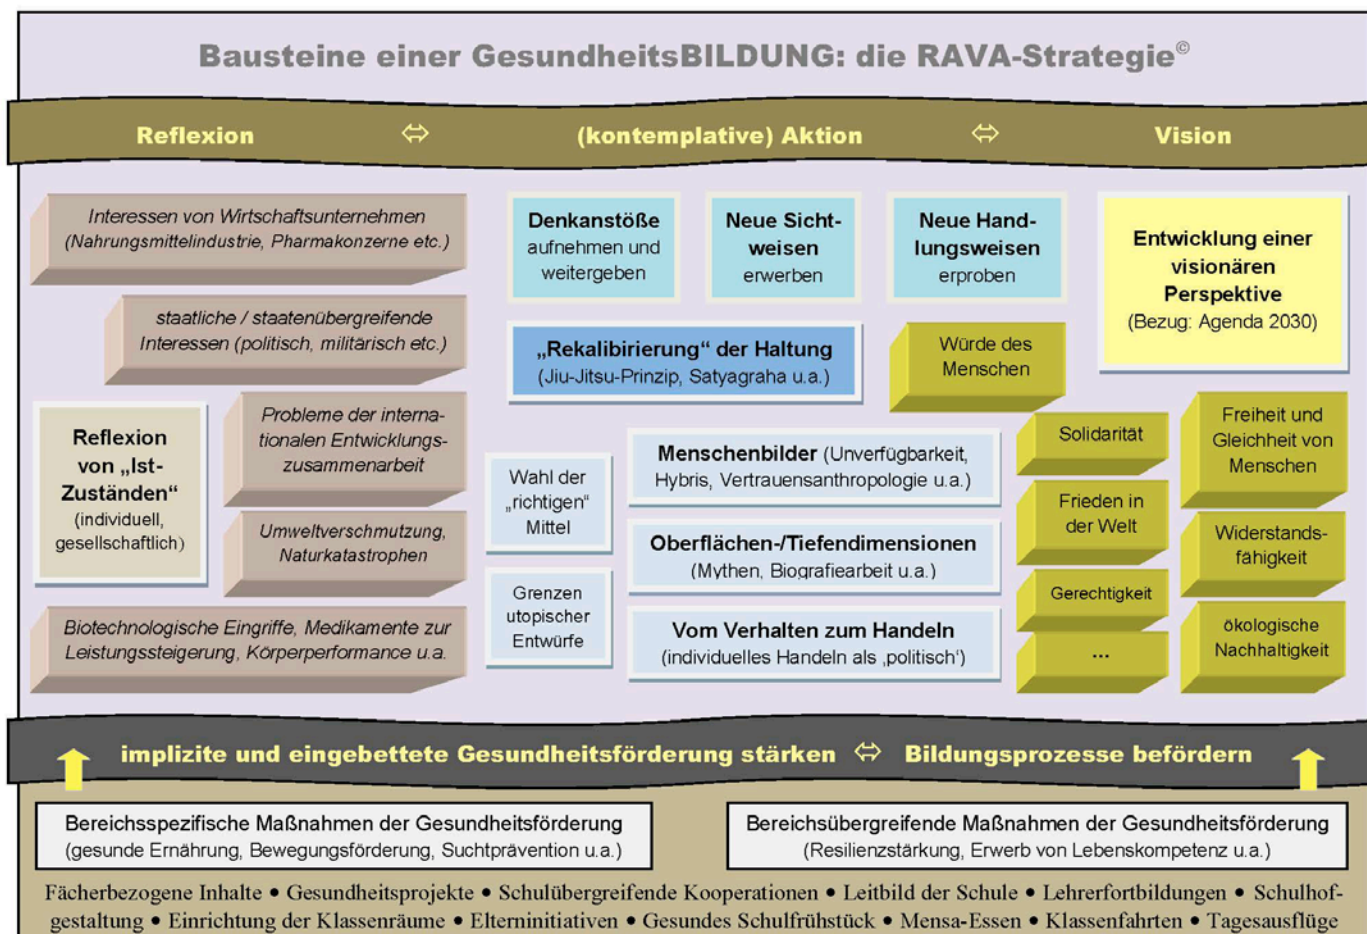 Bausteine einer GesundheitsBILDUNG: die RAVA-Strategie©
Reflexion ⇔ (kontemplative) Aktion ⇔ Vision
Interessen von Wirtschaftsunternehmen
(Nahrungsmittelindustrie, Pharmakonzerne etc.)
staatliche / staatenübergreifende
Interessen (politisch, militärisch etc.)
Reflexion
von „Ist-
Zuständen“
(individuell,
gesellschaftlich)
Probleme der inter-
nationalen Entwicklungs-
zusammenarbeit
Umweltverschmutzung,
Naturkatastrophen
Biotechnologische Eingriffe, Medikamente zur
Leistungssteigerung, Körperperformance u.a.
Denkanstöße
aufnehmen und
weitergeben
Neue Sicht-
weisen
erwerben
Neue Hand-
lungsweisen
erproben
„Rekalibirierung“ der Haltung
(Jiu-Jitsu-Prinzip, Satyagraha u.a.)
Wahl der
„richtigen“
Mittel
Grenzen
utopischer
Entwürfe
Menschenbilder (Unverfügbarkeit,
Hybris, Vertrauensanthropologie u.a.)
Oberflächen-/Tiefendimensionen
(Mythen, Biografiearbeit u.a.)
Vom Verhalten zum Handeln
(individuelles Handeln als ‚politisch‘)
Entwicklung einer
visionären
Perspektive
(Bezug: Agenda 2030)
Würde des
Menschen
Solidarität
Frieden in
der Welt
Gerechtigkeit
...
Freiheit und
Gleichheit von
Menschen
Widerstands-
fähigkeit
ökologische
Nachhaltigkeit
implizite und eingebettete Gesundheitsförderung stärken ⇔ Bildungsprozesse befördern
Bereichsspezifische Maßnahmen der Gesundheitsförderung
(gesunde Ernährung, Bewegungsförderung, Suchtprävention u.a.)
Bereichsübergreifende Maßnahmen der Gesundheitsförderung
(Resilienzstärkung, Erwerb von Lebenskompetenz u.a.)
Fächerbezogene Inhalte ● Gesundheitsprojekte ● Schulübergreifende Kooperationen ● Leitbild der Schule ● Lehrerfortbildungen ● Schulhof-
gestaltung ● Einrichtung der Klassenräume ● Elterninitiativen ● Gesundes Schulfrühstück ● Mensa-Essen ● Klassenfahrten ● Tagesausflüge